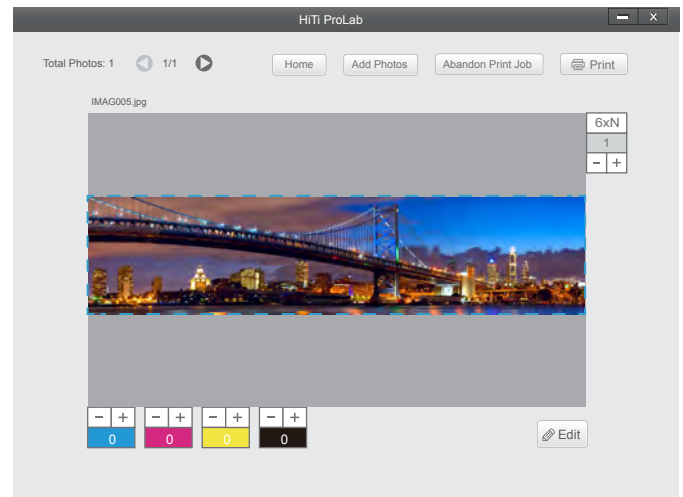 HiTi ProLab
x
Total Photos: 1
1/1
Home
Add Photos
Abandon Print Job
Print
IMAG005.jpg
6xN
1
- +
- + - + - + - +
0 0 0 0
Edit